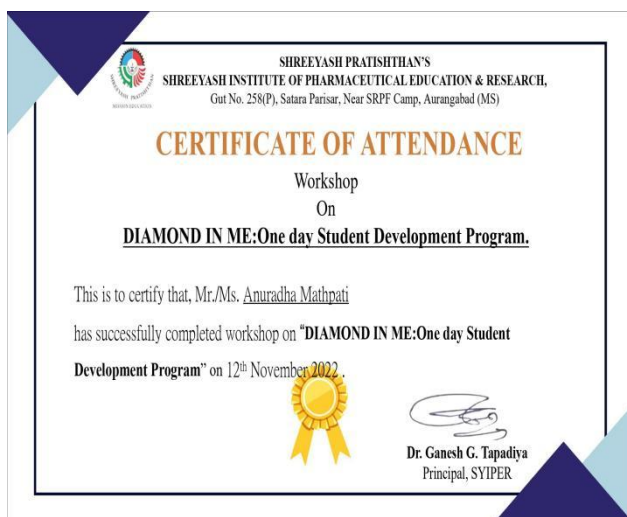 SHREEYASH PRATISHTHAN'S
SHREEYASH INSTITUTE OF PHARMACEUTICAL EDUCATION & RESEARCH,
Gut No. 258(P), Satara Parisar, Near SRPF Camp, Aurangabad (MS)
CERTIFICATE OF ATTENDANCE
Workshop
On
DIAMOND IN ME:One day Student Development Program.
This is to certify that, Mr./Ms. Anuradha Mathpati
has successfully completed workshop on "DIAMOND IN ME:One day Student
Development Program" on 12th November 2022 .
Dr. Ganesh G. Tapadiya
Principal, SYIPER